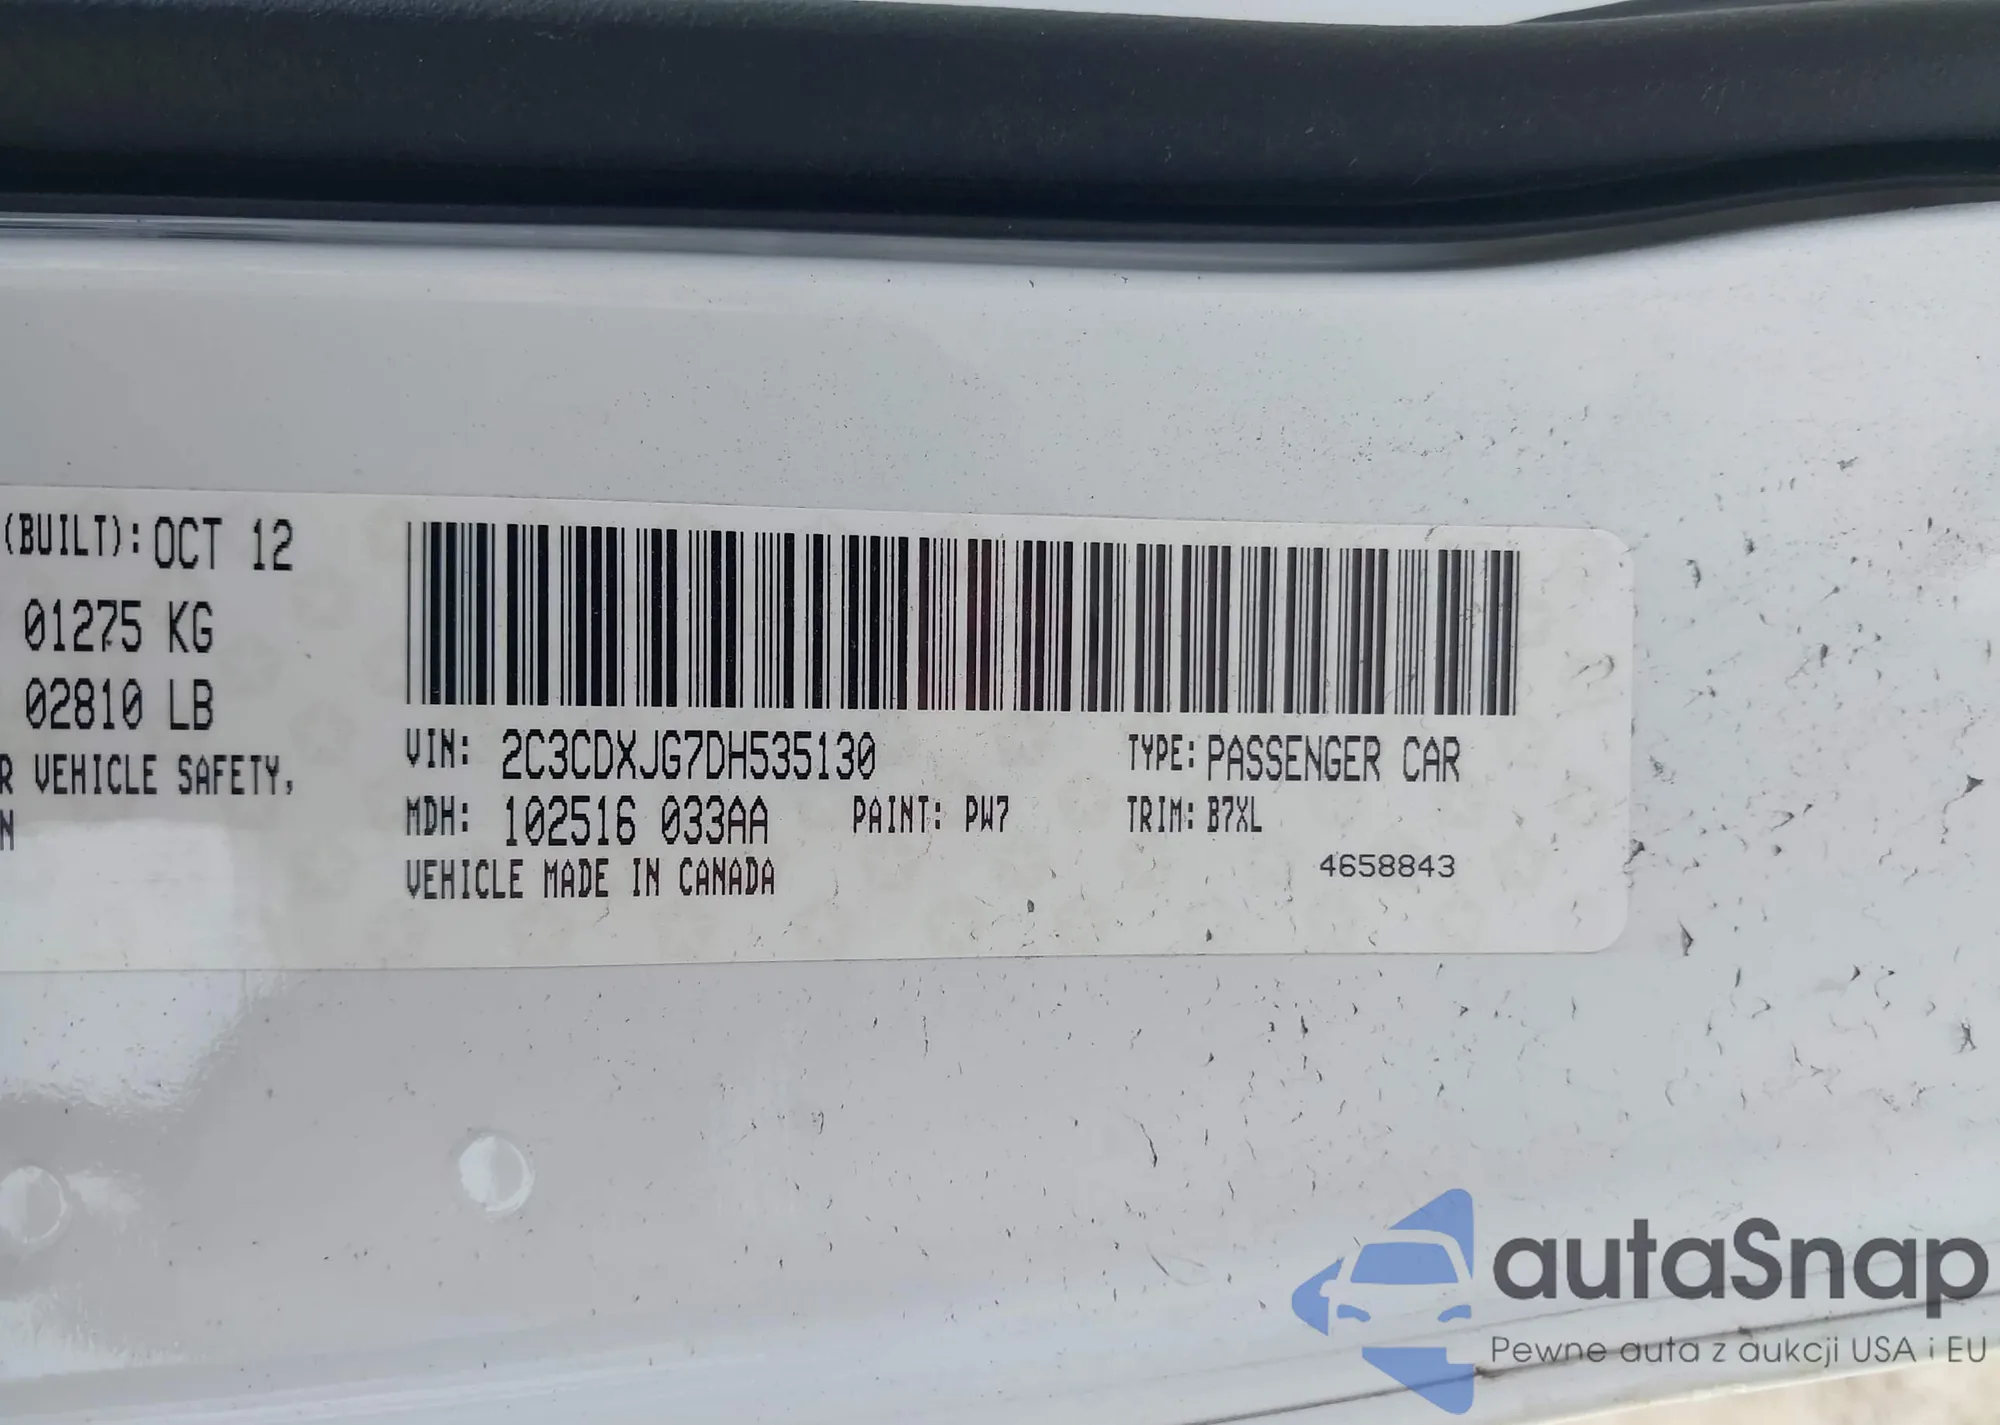 (BUILT): OCT 12
01275 KG
02810 LB
R VEHICLE SAFETY,
N
VIN: 2C3CDXJG7DH535130 TYPE: PASSENGER CAR
MDH: 102516 033AA PAINT: PW7 TRIM: B7XL
VEHICLE MADE IN CANADA 4658843
autaSnap
Pewne auta z aukcji USA i EU